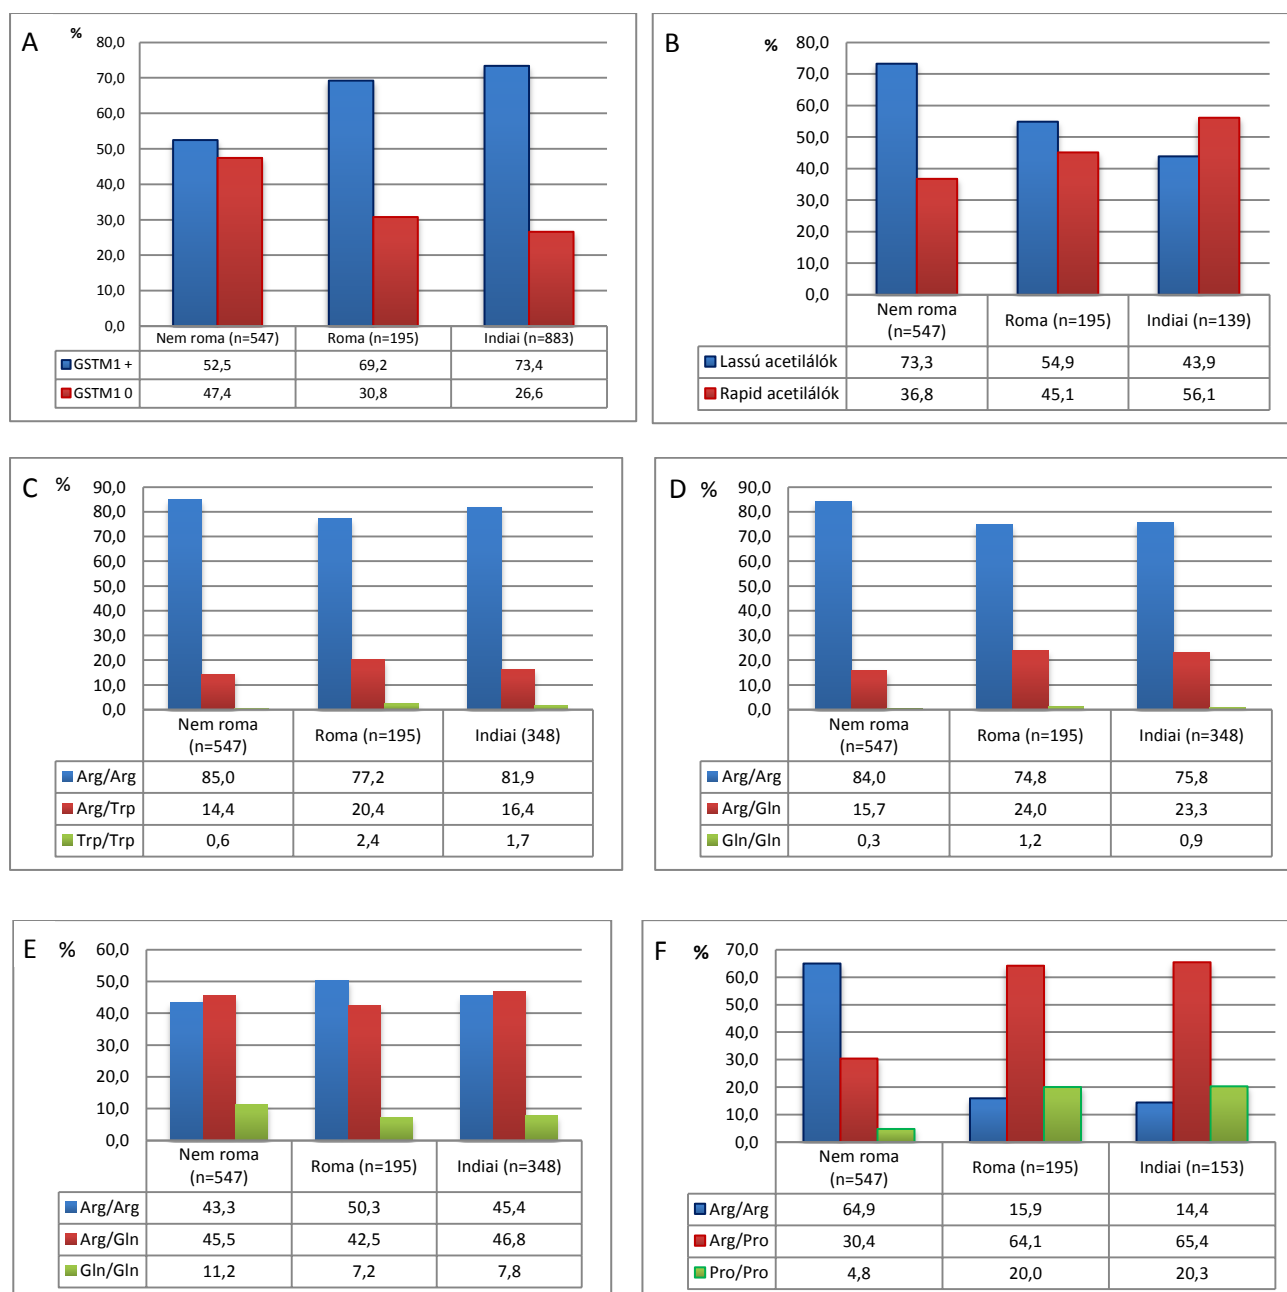 A
%
80,0
70,0
60,0
50,0
40,0
30,0
20,0
10,0
0,0
Nem roma (n=547) Roma (n=195) Indiai (n=883)
GSTM1 + 52,5 69,2 73,4
GSTM1 0 47,4 30,8 26,6
B
%
80,0
70,0
60,0
50,0
40,0
30,0
20,0
10,0
0,0
Nem roma
(n=547) Roma (n=195) Indiai (n=139)
Lassú acetilálók 73,3 54,9 43,9
Rapid acetilálók 36,8 45,1 56,1
C %
90,0
80,0
70,0
60,0
50,0
40,0
30,0
20,0
10,0
0,0
Nem roma
(n=547) Roma (n=195) Indiai (348)
Arg/Arg 85,0 77,2 81,9
Arg/Trp 14,4 20,4 16,4
Trp/Trp 0,6 2,4 1,7
D %
90,0
80,0
70,0
60,0
50,0
40,0
30,0
20,0
10,0
0,0
Nem roma
(n=547) Roma (n=195) Indiai (n=348)
Arg/Arg 84,0 74,8 75,8
Arg/Gln 15,7 24,0 23,3
Gln/Gln 0,3 1,2 0,9
E %
60,0
50,0
40,0
30,0
20,0
10,0
0,0
Nem roma
(n=547) Roma (n=195) Indiai (n=348)
Arg/Arg 43,3 50,3 45,4
Arg/Gln 45,5 42,5 46,8
Gln/Gln 11,2 7,2 7,8
F %
70,0
60,0
50,0
40,0
30,0
20,0
10,0
0,0
Nem roma
(n=547) Roma (n=195) Indiai (n=153)
Arg/Arg 64,9 15,9 14,4
Arg/Pro 30,4 64,1 65,4
Pro/Pro 4,8 20,0 20,3